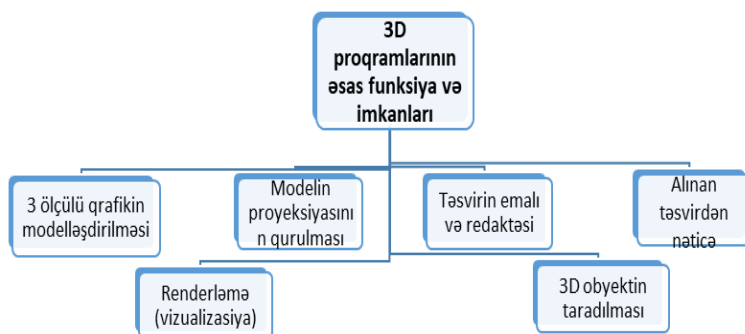 3D
proqramlarının
əsas funksiya və
imkanları
3 ölçülü qrafikin
modelləşdirilməsi
Modelin
proyeksiyasını
n qurulması
Təsvirin emalı
və redaktəsi
Alınan
təsvirdən
nəticə
Renderləmə
(vizualizasiya)
3D obyektin
taradılması